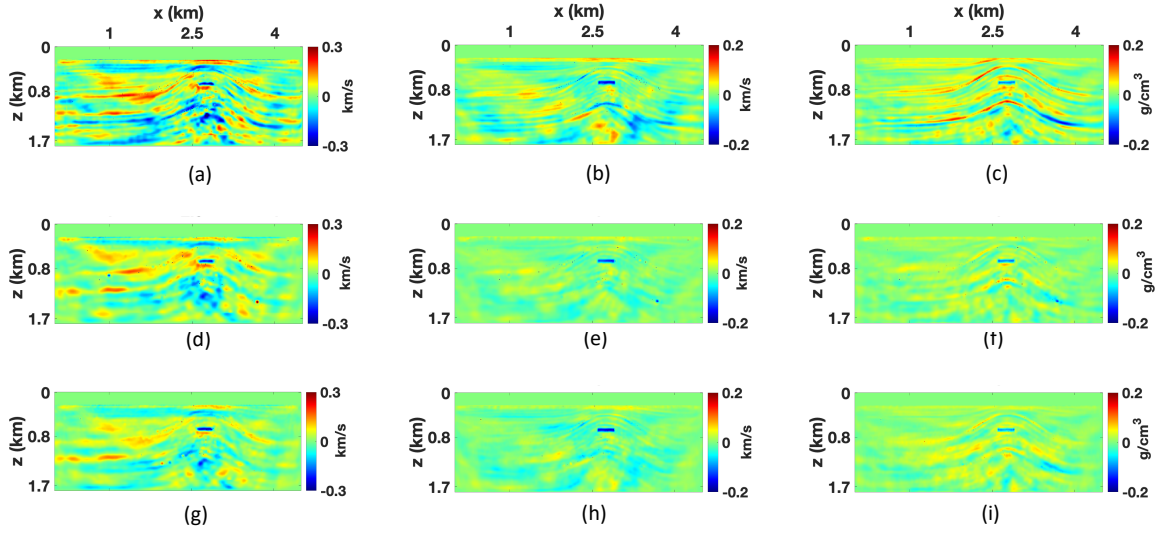 x (km) x (km) x (km)
1 2.5 4 1 2.5 4 1 2.5 4
0 0.3 0 0.2 0 0.2
z (km) 0.8 0 km/s z (km) 0.8 0 km/s z (km) 0.8 0 g/cm³
1.7 -0.3 1.7 -0.2 1.7 -0.2
(a) (b) (c)
0 0.3 0 0.2 0 0.2
z (km) 0.8 0 km/s z (km) 0.8 0 km/s z (km) 0.8 0 g/cm³
1.7 -0.3 1.7 -0.2 1.7 -0.2
(d) (e) (f)
0 0.3 0 0.2 0 0.2
z (km) 0.8 0 km/s z (km) 0.8 0 km/s z (km) 0.8 0 g/cm³
1.7 -0.3 1.7 -0.2 1.7 -0.2
(g) (h) (i)